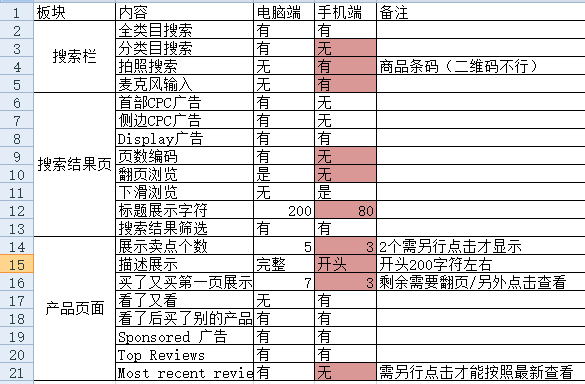 1 板块 内容 电脑端 手机端 备注
2 搜索栏 全类目搜索 有 有
3 分类目搜索 有 无
4 拍照搜索 无 有 商品条码（二维码不行）
5 麦克风输入 无 有
6 搜索结果页 首部CPC广告 有 无
7 侧边CPC广告 有 无
8 Display广告 有 有
9 页数编码 有 无
10 翻页浏览 是 无
11 下滑浏览 无 是
12 标题展示字符 200 80
13 搜索结果筛选 有 有
14 产品页面 展示卖点个数 5 3 2个需另行点击才显示
15 描述展示 完整 开头 开头200字符左右
16 买了又买第一页展示 7 3 剩余需要翻页/另外点击查看
17 看了又看 无 有
18 看了后买了别的产品 有 有
19 Sponsored 广告 有 有
20 Top Reviews 有 有
21 Most recent revie 有 无 需另行点击才能按照最新查看